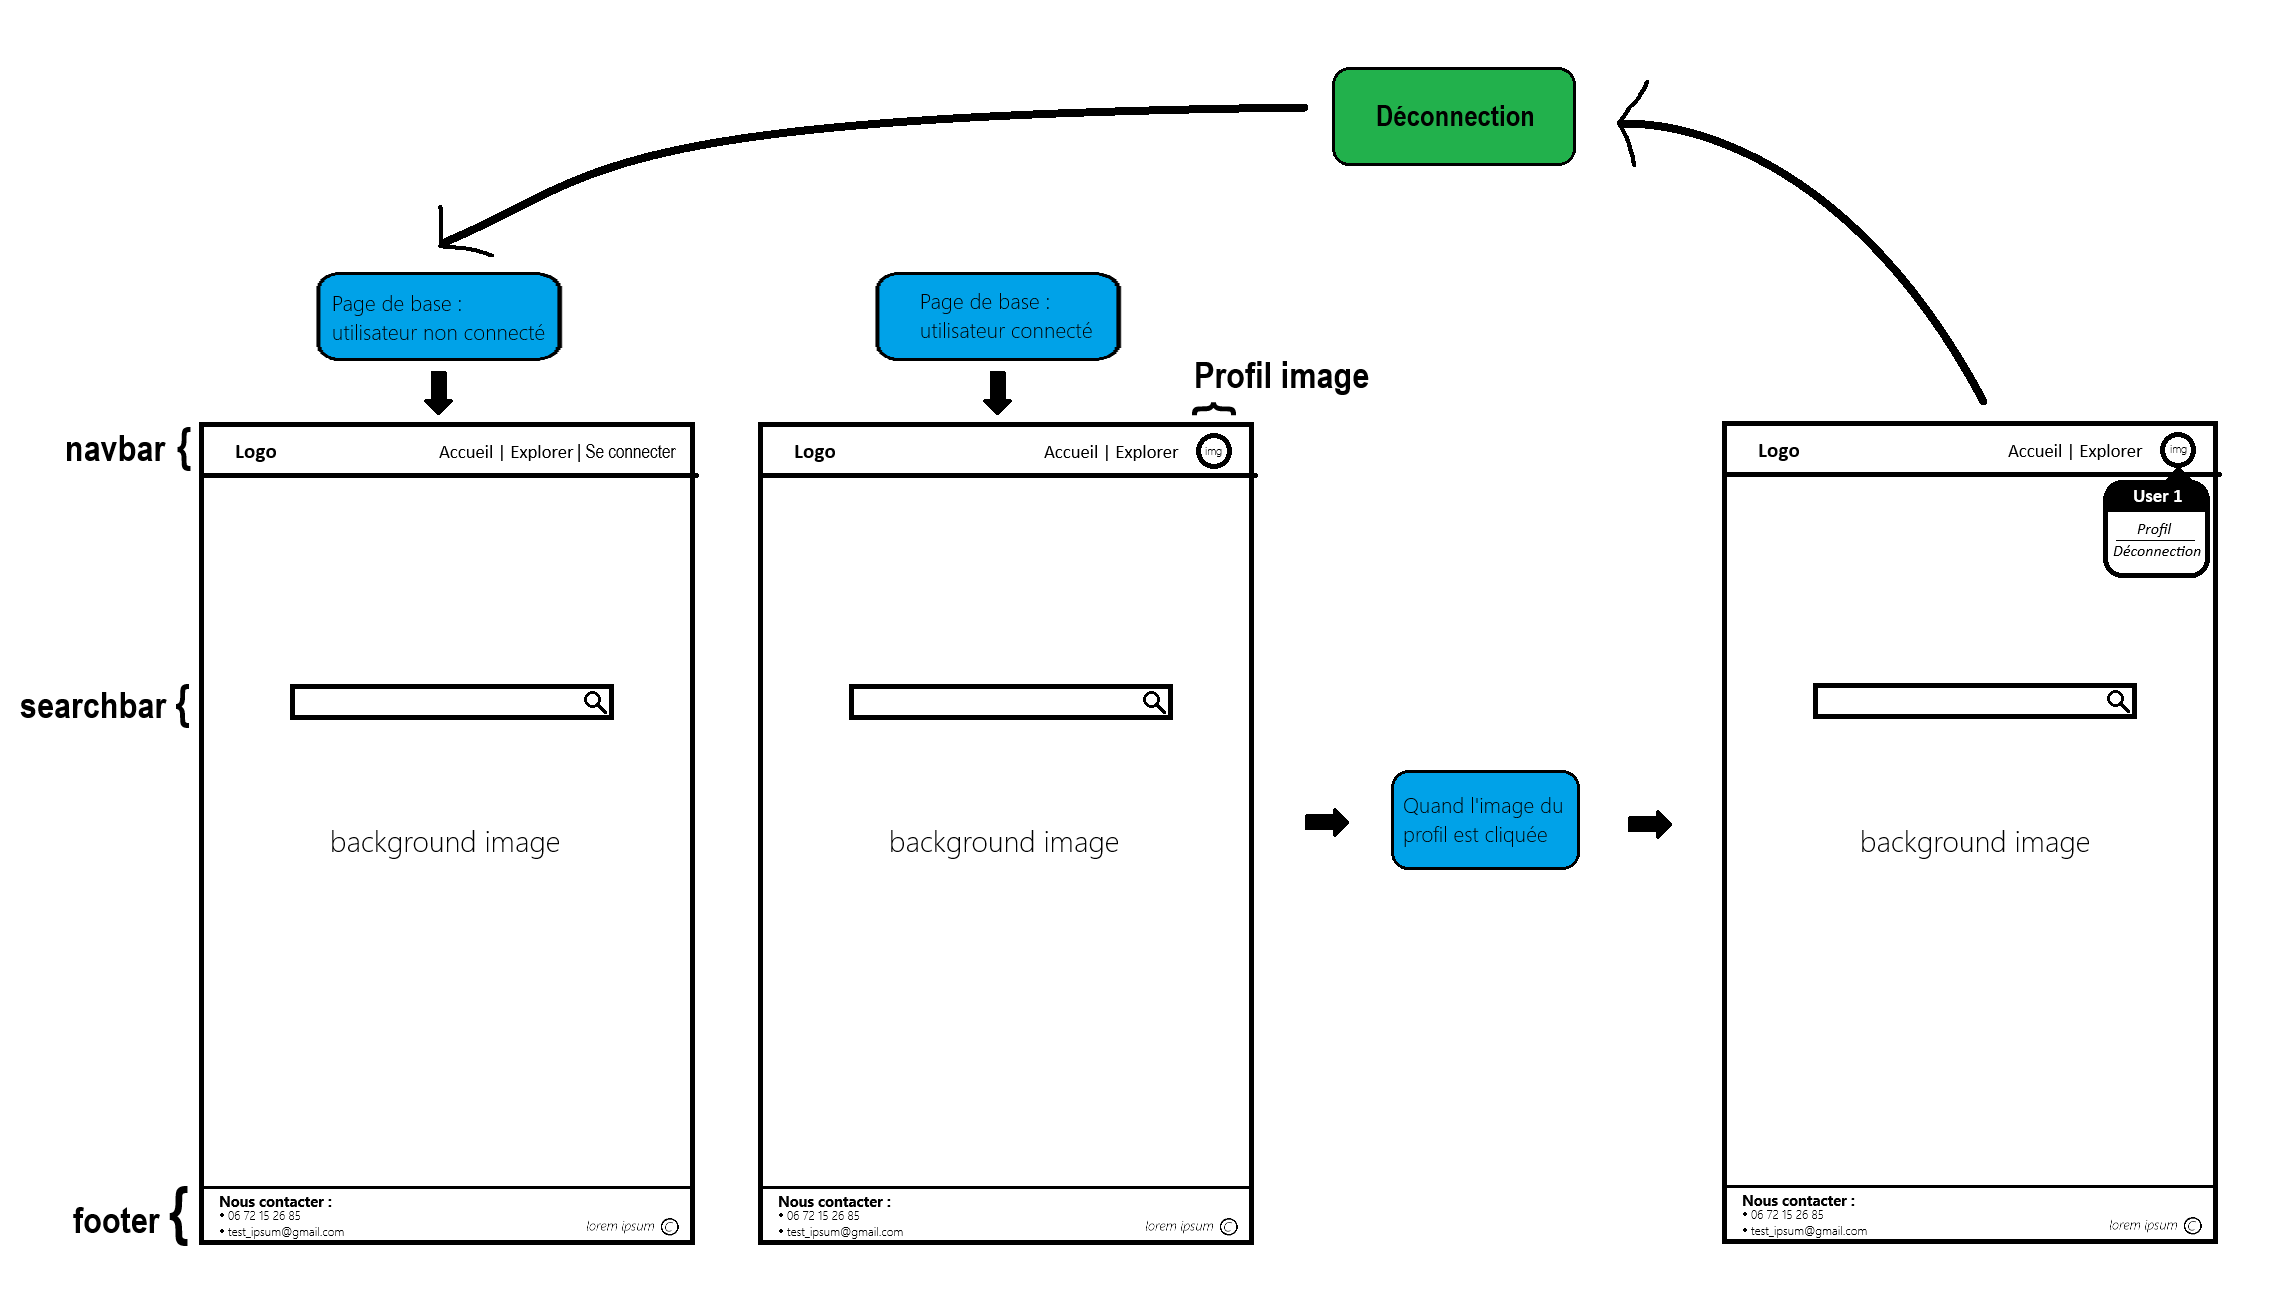 Déconnection
Page de base :
utilisateur non connecté
Page de base :
utilisateur connecté
Profil image
navbar {
Logo
Accueil | Explorer | Se connecter
Logo
Accueil | Explorer
img
Logo
Accueil | Explorer
img
User 1
Profil
Déconnection
searchbar {
background image
background image
Quand l'image du
profil est cliquée
background image
footer {
Nous contacter :
• 06 72 15 26 85
• test_ipsum@gmail.com
lorem ipsum ©
Nous contacter :
• 06 72 15 26 85
• test_ipsum@gmail.com
lorem ipsum ©
Nous contacter :
• 06 72 15 26 85
• test_ipsum@gmail.com
lorem ipsum ©